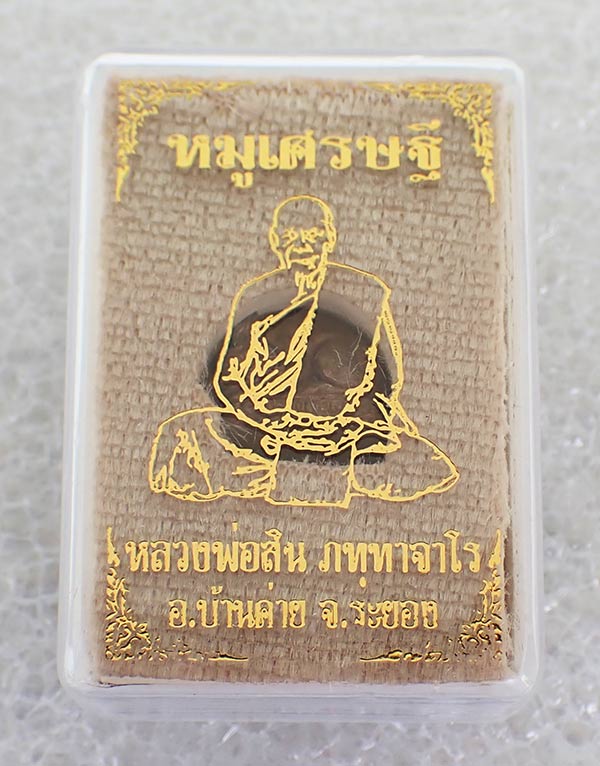 หมูเศรษฐี
หลวงพ่อสิน ภทฺทาจาโร
อ.บ้านค่าย จ.ระยอง